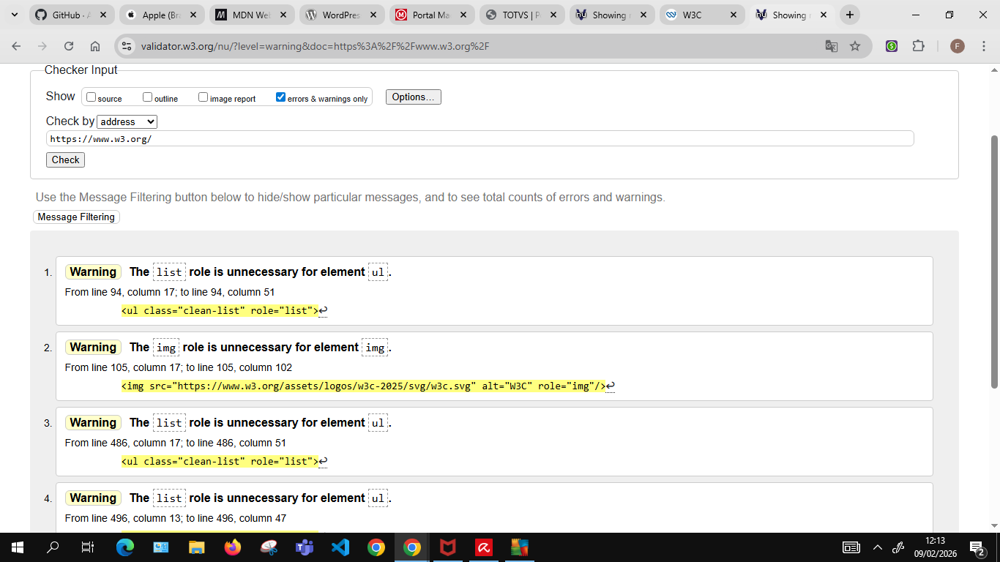 GitHub - A
Apple (Bra
MDN Web
WordPres
Portal Ma
TOTVS | P
Showing r
W3C
Showing r
validator.w3.org/nu/?level=warning&doc=https%3A%2F%2Fwww.w3.org%2F
F
Checker Input
Show source outline image report errors & warnings only Options...
Check by address
https://www.w3.org/
Check
Use the Message Filtering button below to hide/show particular messages, and to see total counts of errors and warnings.
Message Filtering
1. Warning The list role is unnecessary for element ul.
From line 94, column 17; to line 94, column 51
<ul class="clean-list" role="list">↩
2. Warning The img role is unnecessary for element img.
From line 105, column 17; to line 105, column 102
<img src="https://www.w3.org/assets/logos/w3c-2025/svg/w3c.svg" alt="W3C" role="img"/>↩
3. Warning The list role is unnecessary for element ul.
From line 486, column 17; to line 486, column 51
<ul class="clean-list" role="list">↩
4. Warning The list role is unnecessary for element ul.
From line 496, column 13; to line 496, column 47
12:13
09/02/2026
2